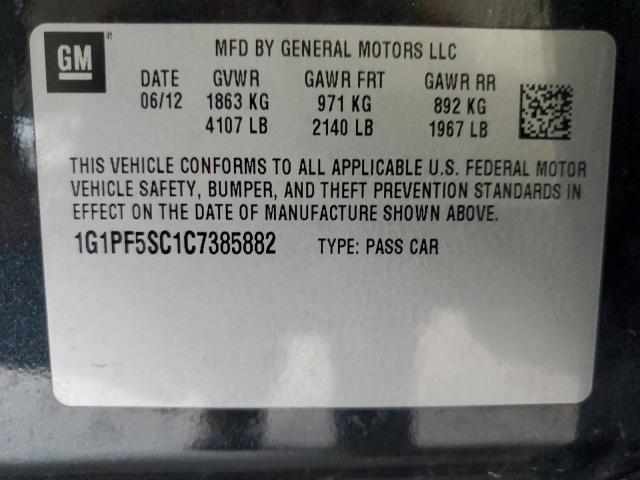 GM
MFD BY GENERAL MOTORS LLC
DATE GVWR GAWR FRT GAWR RR
06/12 1863 KG 971 KG 892 KG
4107 LB 2140 LB 1967 LB
THIS VEHICLE CONFORMS TO ALL APPLICABLE U.S. FEDERAL MOTOR
VEHICLE SAFETY, BUMPER, AND THEFT PREVENTION STANDARDS IN
EFFECT ON THE DATE OF MANUFACTURE SHOWN ABOVE.
1G1PF5SC1C7385882 TYPE: PASS CAR